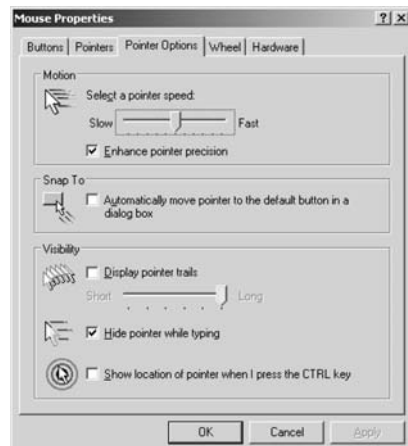 Mouse Properties
Buttons Pointers Pointer Options Wheel Hardware
Motion
Select a pointer speed:
Slow Fast
Enhance pointer precision
Snap To
Automatically move pointer to the default button in a
dialog box
Visibility
Display pointer trails
Short Long
Hide pointer while typing
Show location of pointer when I press the CTRL key
OK Cancel Apply